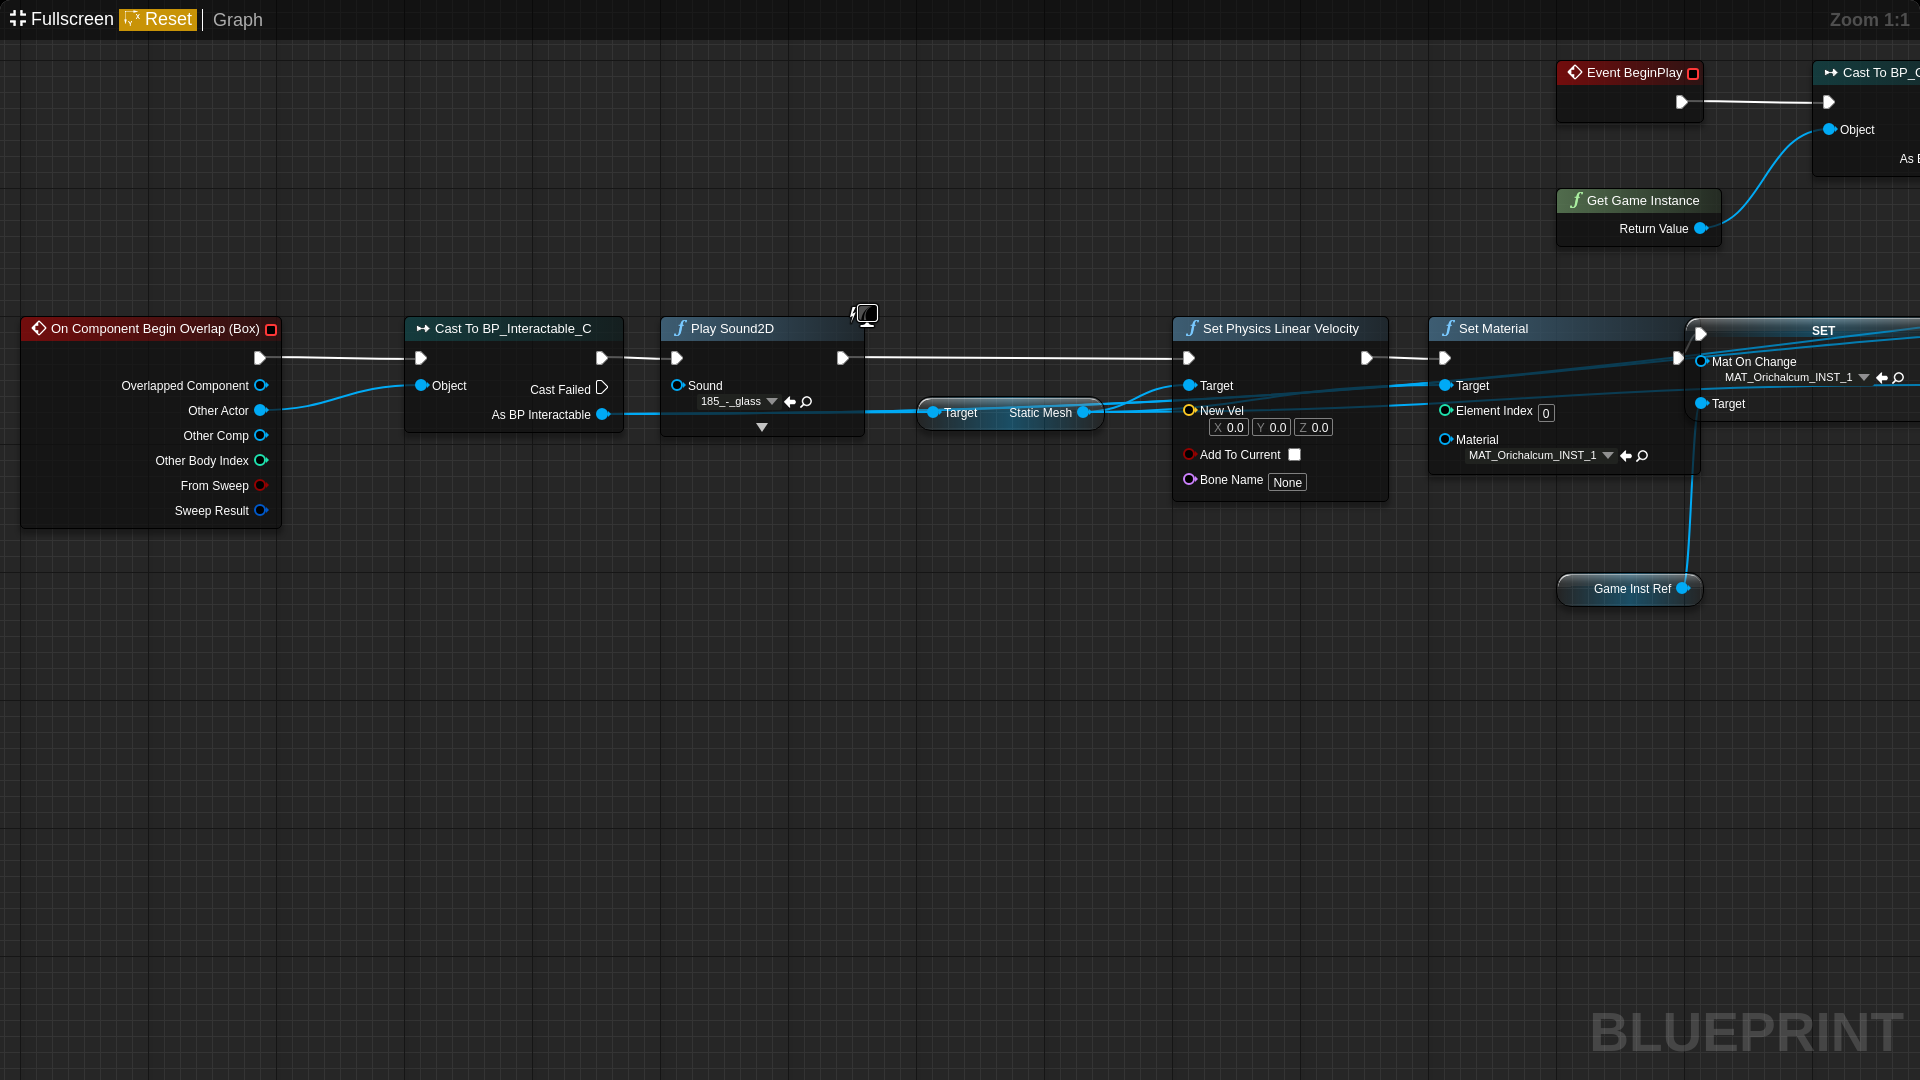 Fullscreen Reset Graph
Zoom 1:1
Event BeginPlay
Cast To BP_
Object
As
Get Game Instance
Return Value
On Component Begin Overlap (Box)
Overlapped Component
Other Actor
Other Comp
Other Body Index
From Sweep
Sweep Result
Cast To BP_Interactable_C
Object
Cast Failed
As BP Interactable
Play Sound2D
Sound
185_-_glass
Target Static Mesh
Set Physics Linear Velocity
Target
New Vel
X 0.0 Y 0.0 Z 0.0
Add To Current
Bone Name None
Set Material
Target
Element Index 0
Material
MAT_Orichalcum_INST_1
SET
Mat On Change
MAT_Orichalcum_INST_1
Target
Game Inst Ref
BLUEPRINT